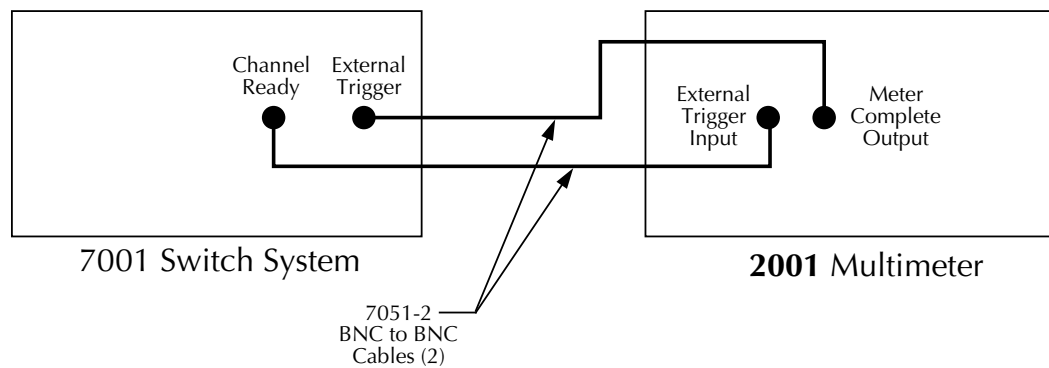 Channel
Ready
External
Trigger
External
Trigger
Input
Meter
Complete
Output
7001 Switch System
2001 Multimeter
7051-2
BNC to BNC
Cables (2)